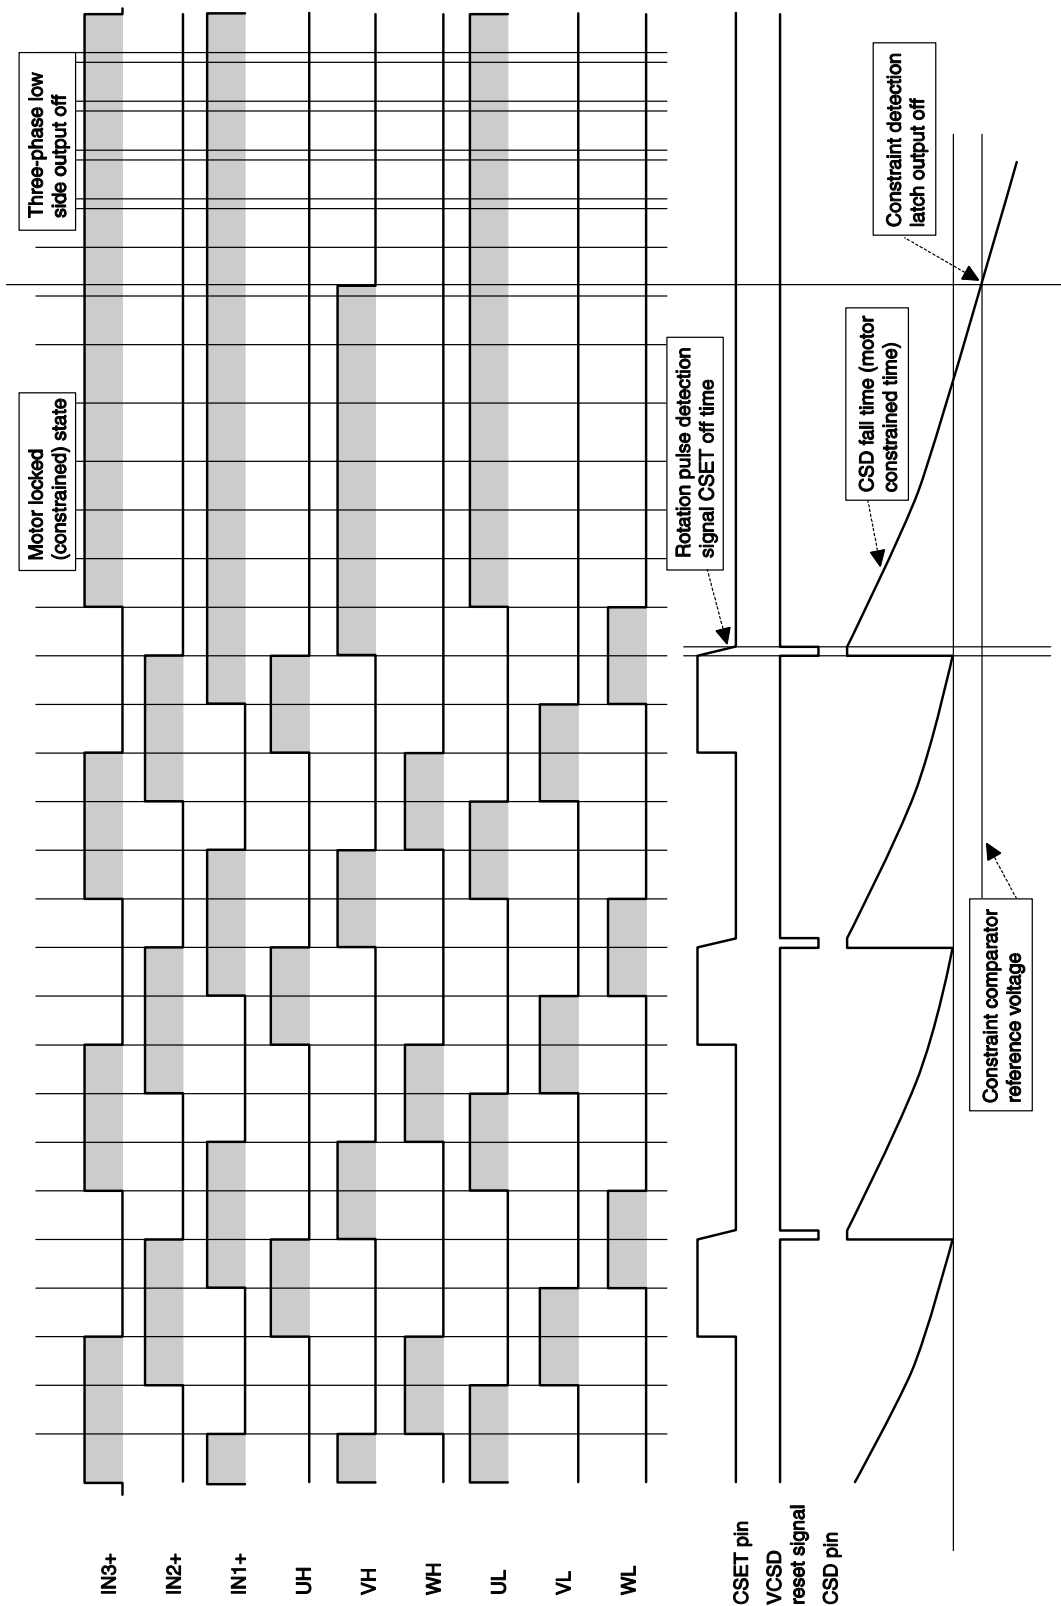 IN3+
IN2+
IN1+
UH
VH
WH
UL
VL
WL
CSET pin
VCSD
reset signal
CSD pin
Motor locked
(constrained) state
Three-phase low
side output off
Rotation pulse detection
signal CSET off time
CSD fall time (motor
constrained time)
Constraint detection
latch output off
Constraint comparator
reference voltage